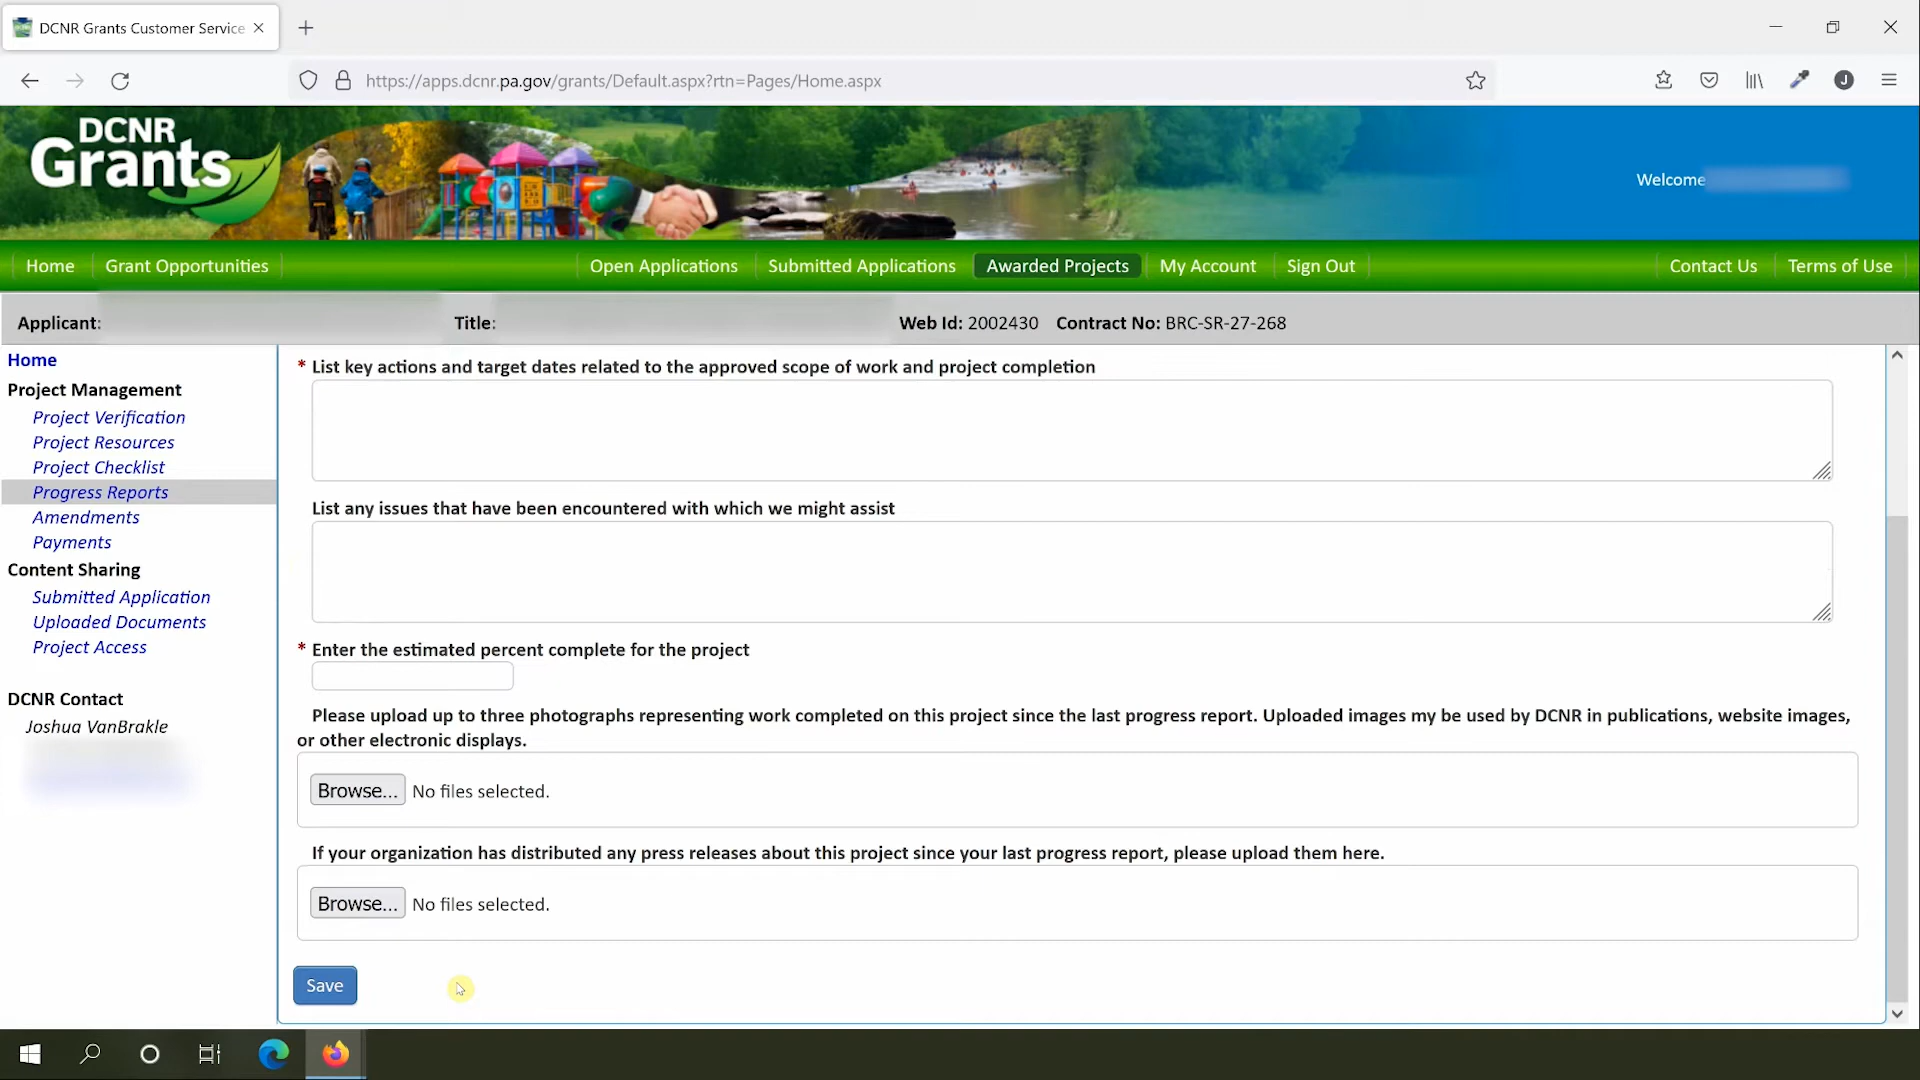 DCNR Grants Customer Service
https://apps.dcnr.pa.gov/grants/Default.aspx?rtn=Pages/Home.aspx
J
DCNR
Grants
Welcome
Home
Grant Opportunities
Open Applications
Submitted Applications
Awarded Projects
My Account
Sign Out
Contact Us
Terms of Use
Applicant:
Title:
Web Id: 2002430
Contract No: BRC-SR-27-268
Home
Project Management
Project Verification
Project Resources
Project Checklist
Progress Reports
Amendments
Payments
Content Sharing
Submitted Application
Uploaded Documents
Project Access
DCNR Contact
Joshua VanBrakle
* List key actions and target dates related to the approved scope of work and project completion
List any issues that have been encountered with which we might assist
* Enter the estimated percent complete for the project
Please upload up to three photographs representing work completed on this project since the last progress report. Uploaded images my be used by DCNR in publications, website images,
or other electronic displays.
Browse... No files selected.
If your organization has distributed any press releases about this project since your last progress report, please upload them here.
Browse... No files selected.
Save